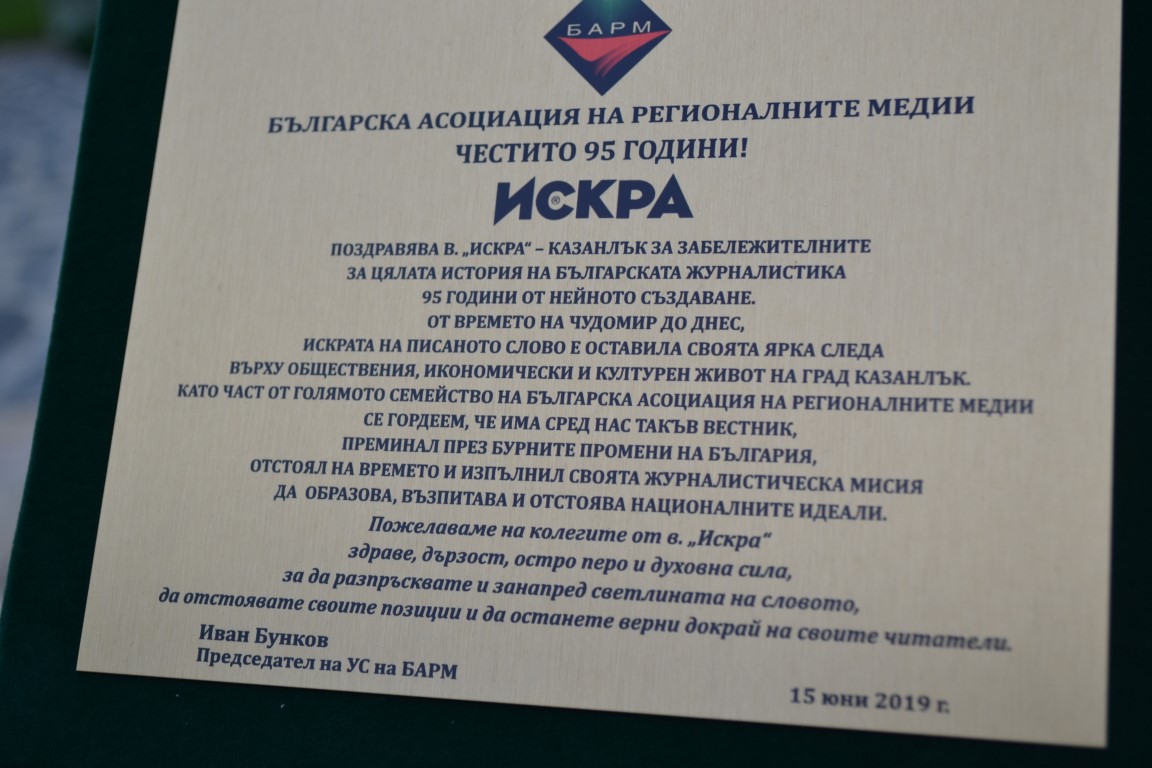 БАРМ
БЪЛГАРСКА АСОЦИАЦИЯ НА РЕГИОНАЛНИТЕ МЕДИИ
ЧЕСТИТО 95 ГОДИНИ!
ИСКРА
ПОЗДРАВЯВА В. „ИСКРА“ – КАЗАНЛЪК ЗА ЗАБЕЛЕЖИТЕЛНИТЕ
ЗА ЦЯЛАТА ИСТОРИЯ НА БЪЛГАРСКАТА ЖУРНАЛИСТИКА
95 ГОДИНИ ОТ НЕЙНОТО СЪЗДАВАНЕ.
ОТ ВРЕМЕТО НА ЧУДОМИР ДО ДНЕС,
ИСКРАТА НА ПИСАНОТО СЛОВО Е ОСТАВИЛА СВОЯТА ЯРКА СЛЕДА
ВЪРХУ ОБЩЕСТВЕНИЯ, ИКОНОМИЧЕСКИ И КУЛТУРЕН ЖИВОТ НА ГРАД КАЗАНЛЪК.
КАТО ЧАСТ ОТ ГОЛЯМОТО СЕМЕЙСТВО НА БЪЛГАРСКА АСОЦИАЦИЯ НА РЕГИОНАЛНИТЕ МЕДИИ
СЕ ГОРДЕЕМ, ЧЕ ИМА СРЕД НАС ТАКЪВ ВЕСТНИК,
ПРЕМИНАЛ ПРЕЗ БУРНИТЕ ПРОМЕНИ НА БЪЛГАРИЯ,
ОТСТОЯЛ НА ВРЕМЕТО И ИЗПЪЛНИЛ СВОЯТА ЖУРНАЛИСТИЧЕСКА МИСИЯ
ДА ОБРАЗОВА, ВЪЗПИТАВА И ОТСТОЯВА НАЦИОНАЛНИТЕ ИДЕАЛИ.
Пожелаваме на колегите от в. „Искра“
здраве, дързост, остро перо и духовна сила,
за да разпръсквате и занапред светлината на словото,
да отстоявате своите позиции и да останете верни докрай на своите читатели.
Иван Бунков
Председател на УС на БАРМ
15 юни 2019 г.